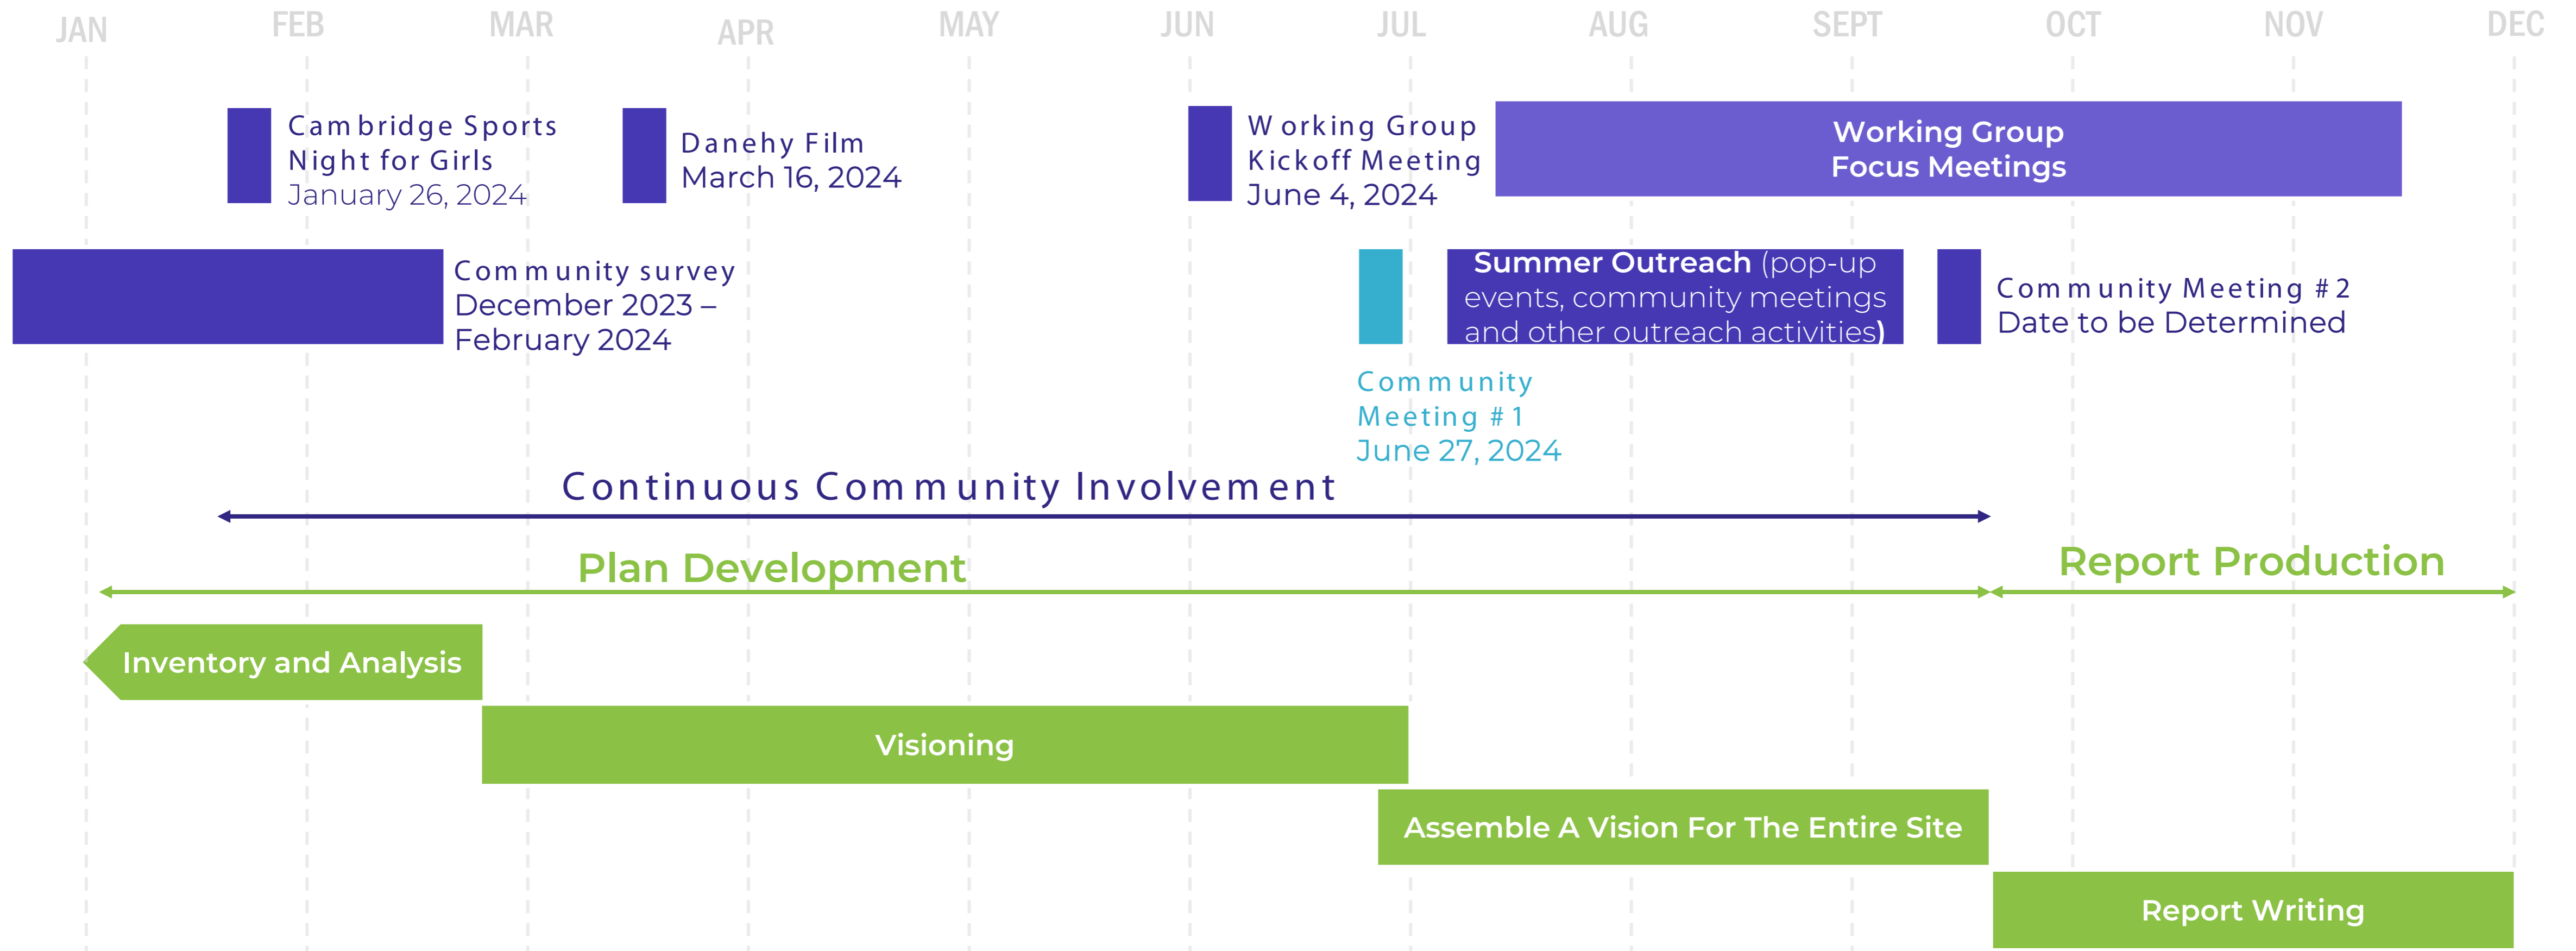 JAN FEB MAR APR MAY JUN JUL AUG SEPT OCT NOV DEC
Cambridge Sports
Night for Girls
January 26, 2024
Danehy Film
March 16, 2024
Working Group
Kickoff Meeting
June 4, 2024
Working Group
Focus Meetings
Community survey
December 2023 –
February 2024
Summer Outreach (pop-up
events, community meetings
and other outreach activities)
Community Meeting #2
Date to be Determined
Community
Meeting #1
June 27, 2024
Continuous Community Involvement
Plan Development
Report Production
Inventory and Analysis
Visioning
Assemble A Vision For The Entire Site
Report Writing